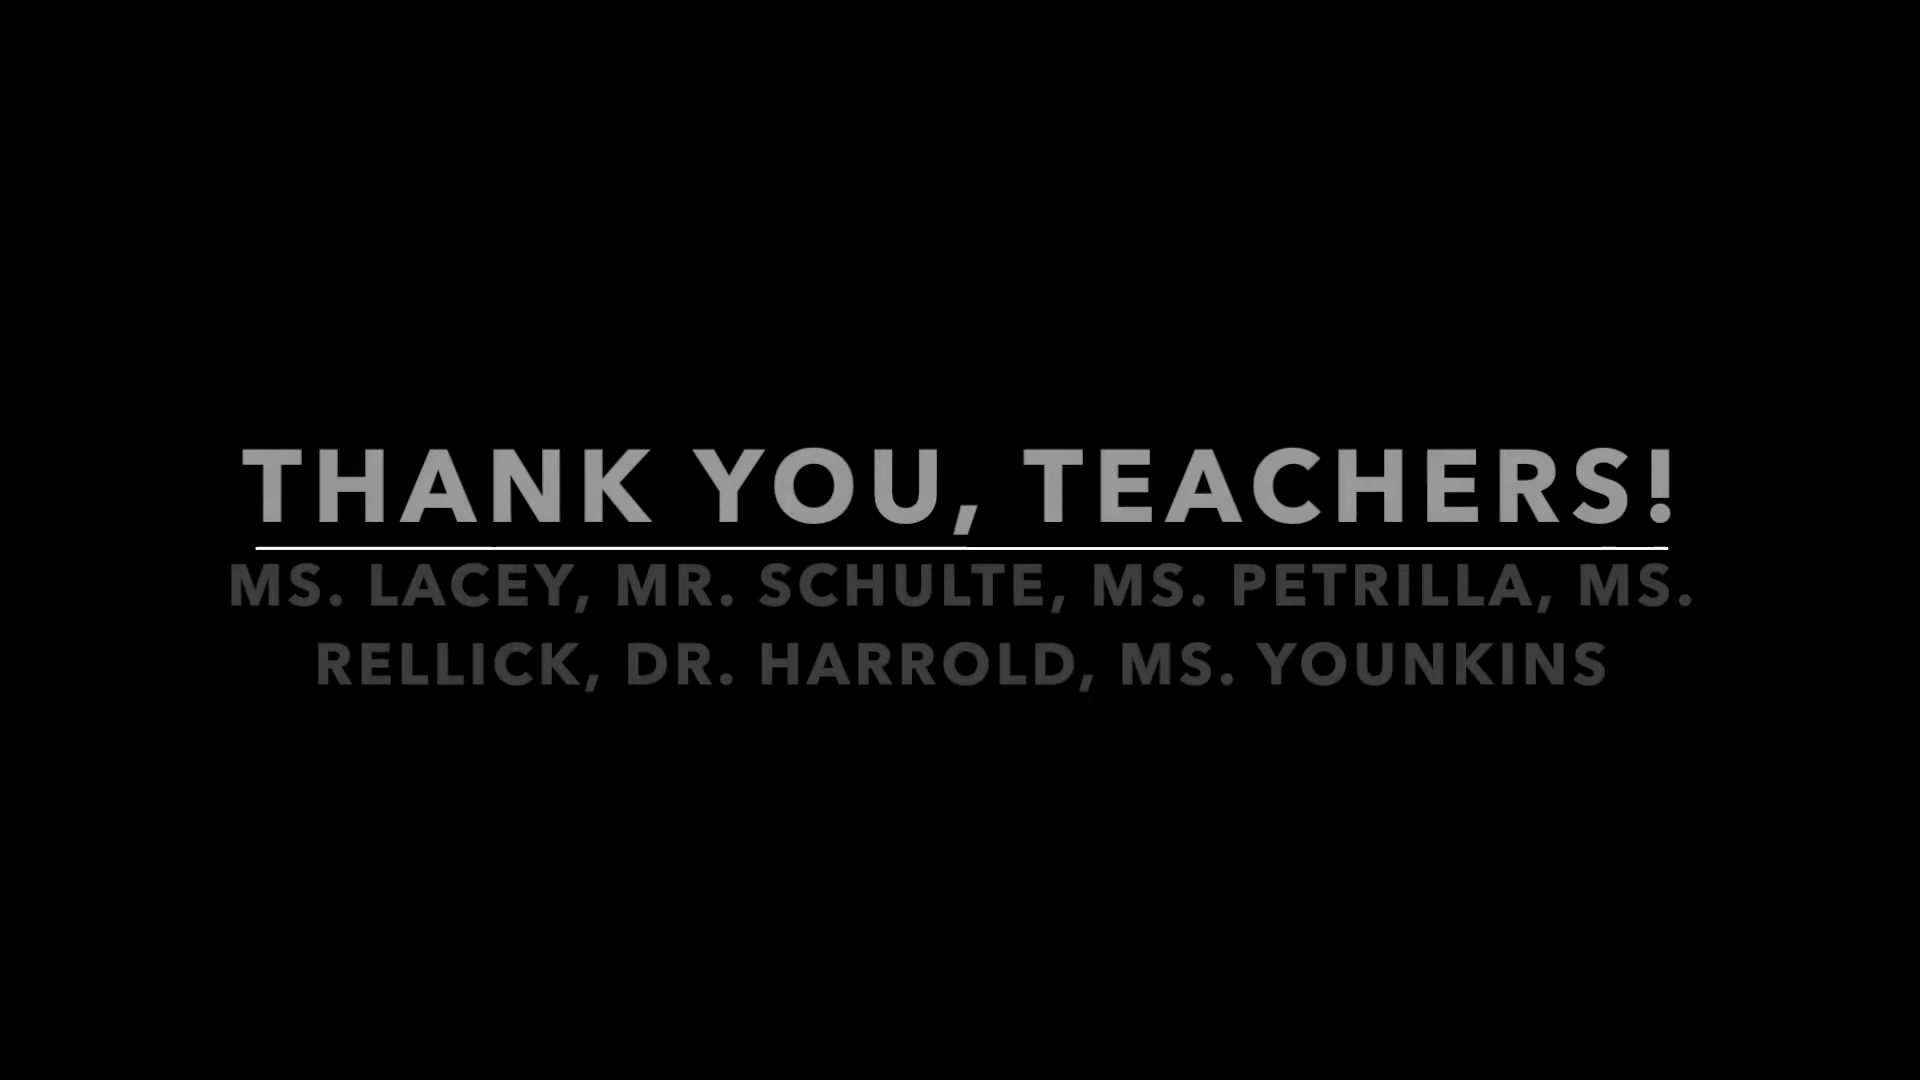 THANK YOU, TEACHERS!
MS. LACEY, MR. SCHULTE, MS. PETRILLA, MS.
RELLICK, DR. HARROLD, MS. YOUNKINS